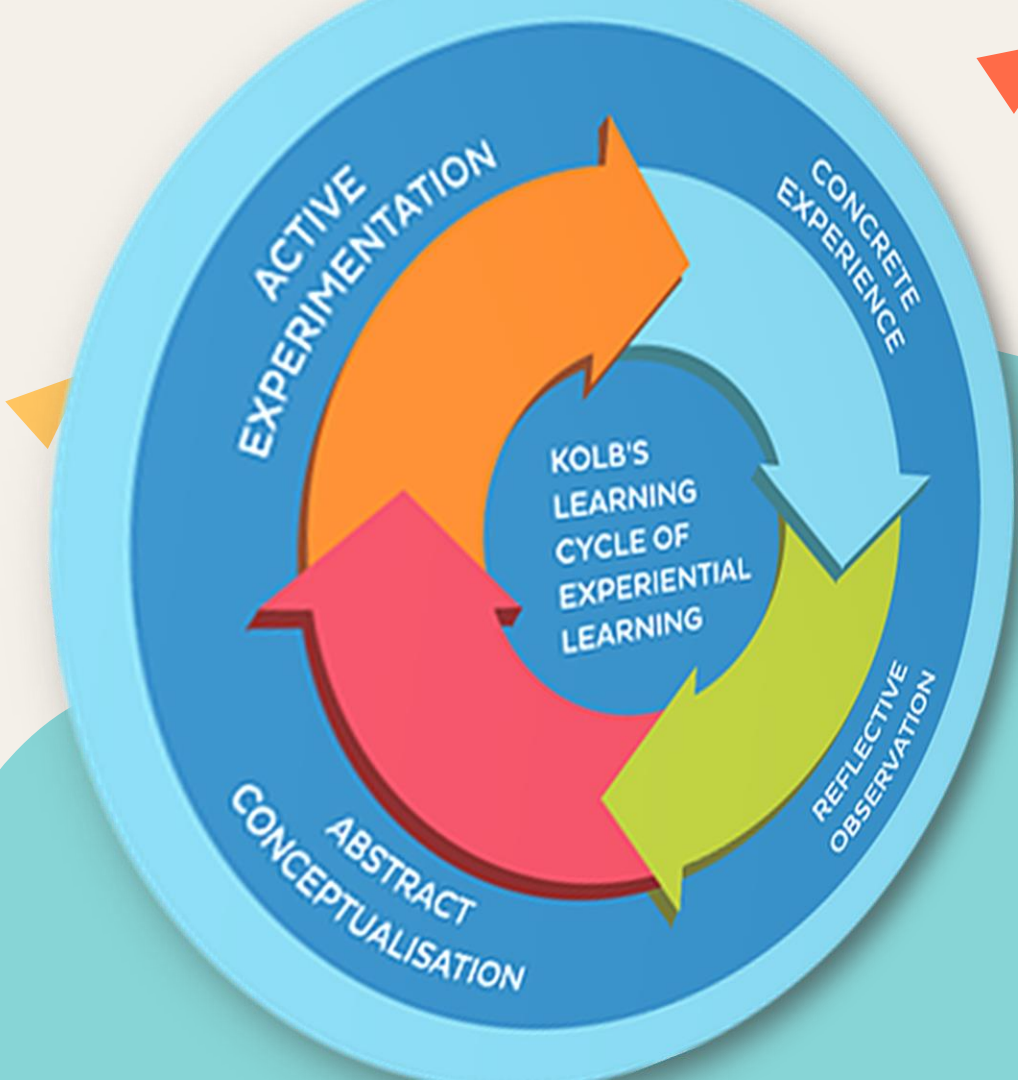 ACTIVE
EXPERIMENTATION
CONCRETE
EXPERIENCE
KOLB'S
LEARNING
CYCLE OF
EXPERIENTIAL
LEARNING
REFLECTIVE
OBSERVATION
ABSTRACT
CONCEPTUALISATION